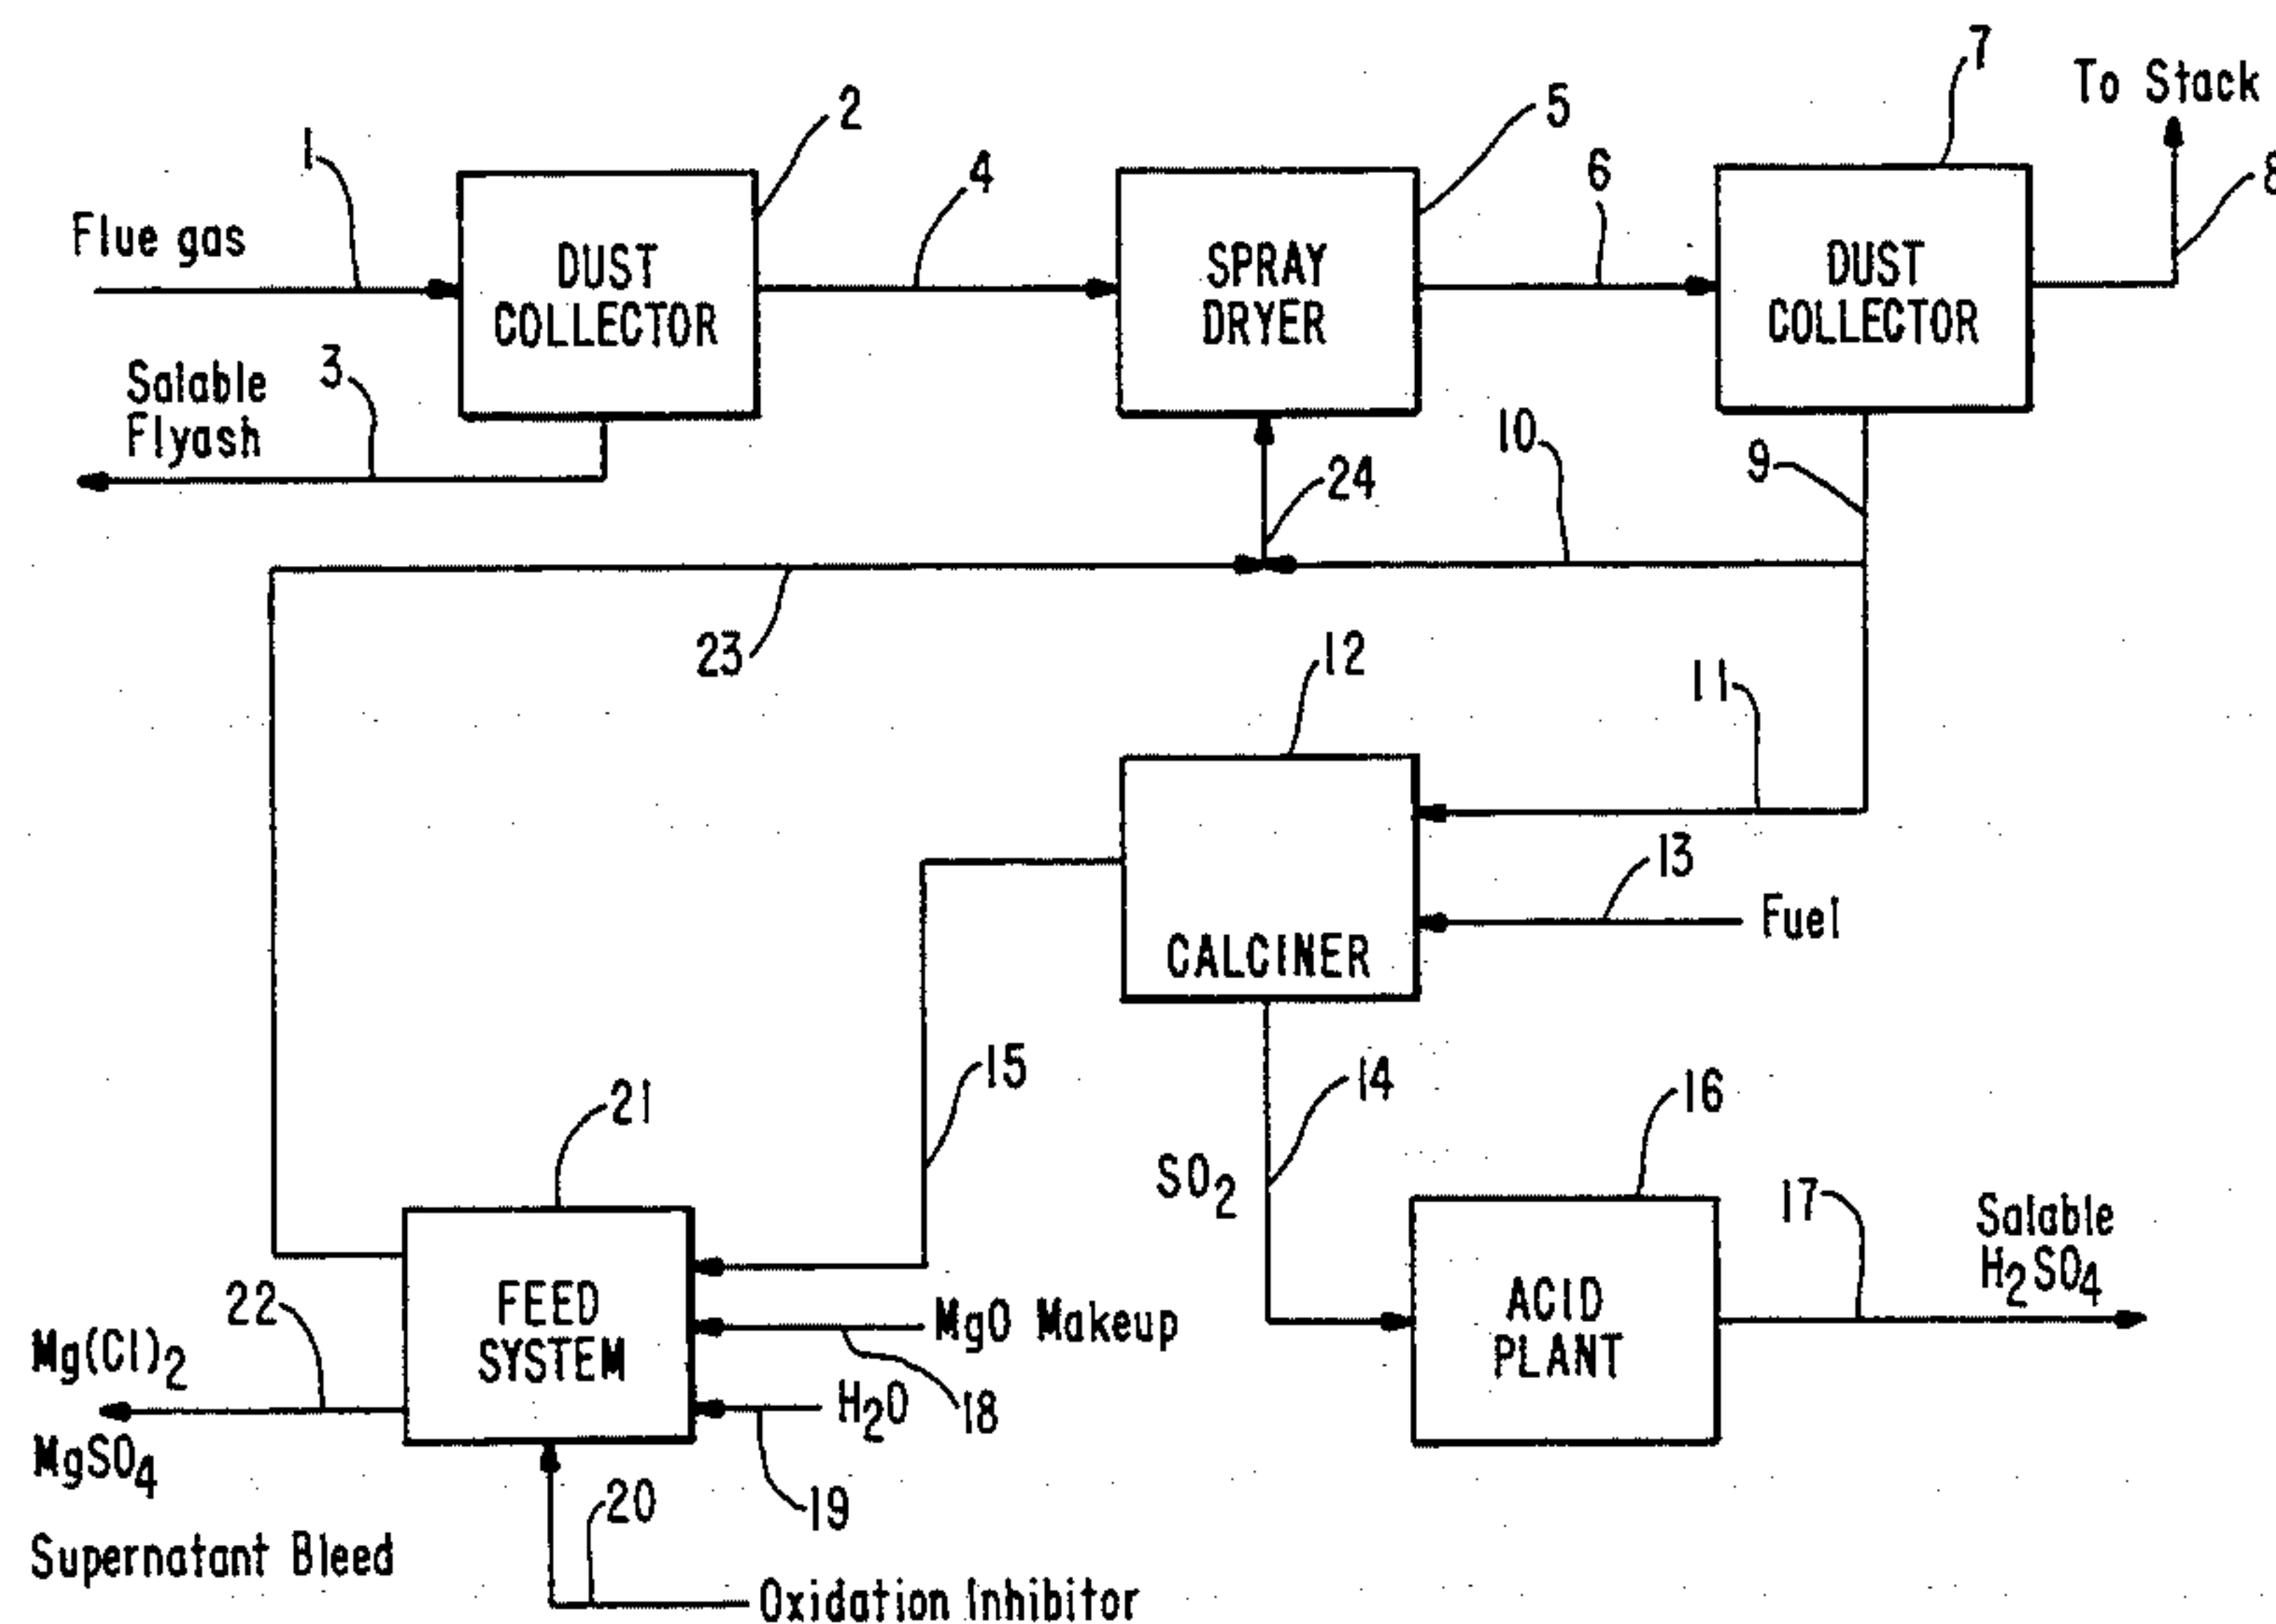 To Stack
7
2
5
1
4
6
8
Flue gas
DUST
COLLECTOR
SPRAY
DRYER
DUST
COLLECTOR
Salable
Flyash
3
10
9
24
23
12
11
13
Fuel
CALCINER
15
14
16
21
SO2
17
Salable
H2SO4
FEED
SYSTEM
ACID
PLANT
22
Mg(Cl)2
MgO Makeup
18
H2O
MgSO4
19
20
Supernatant Bleed
Oxidation Inhibitor